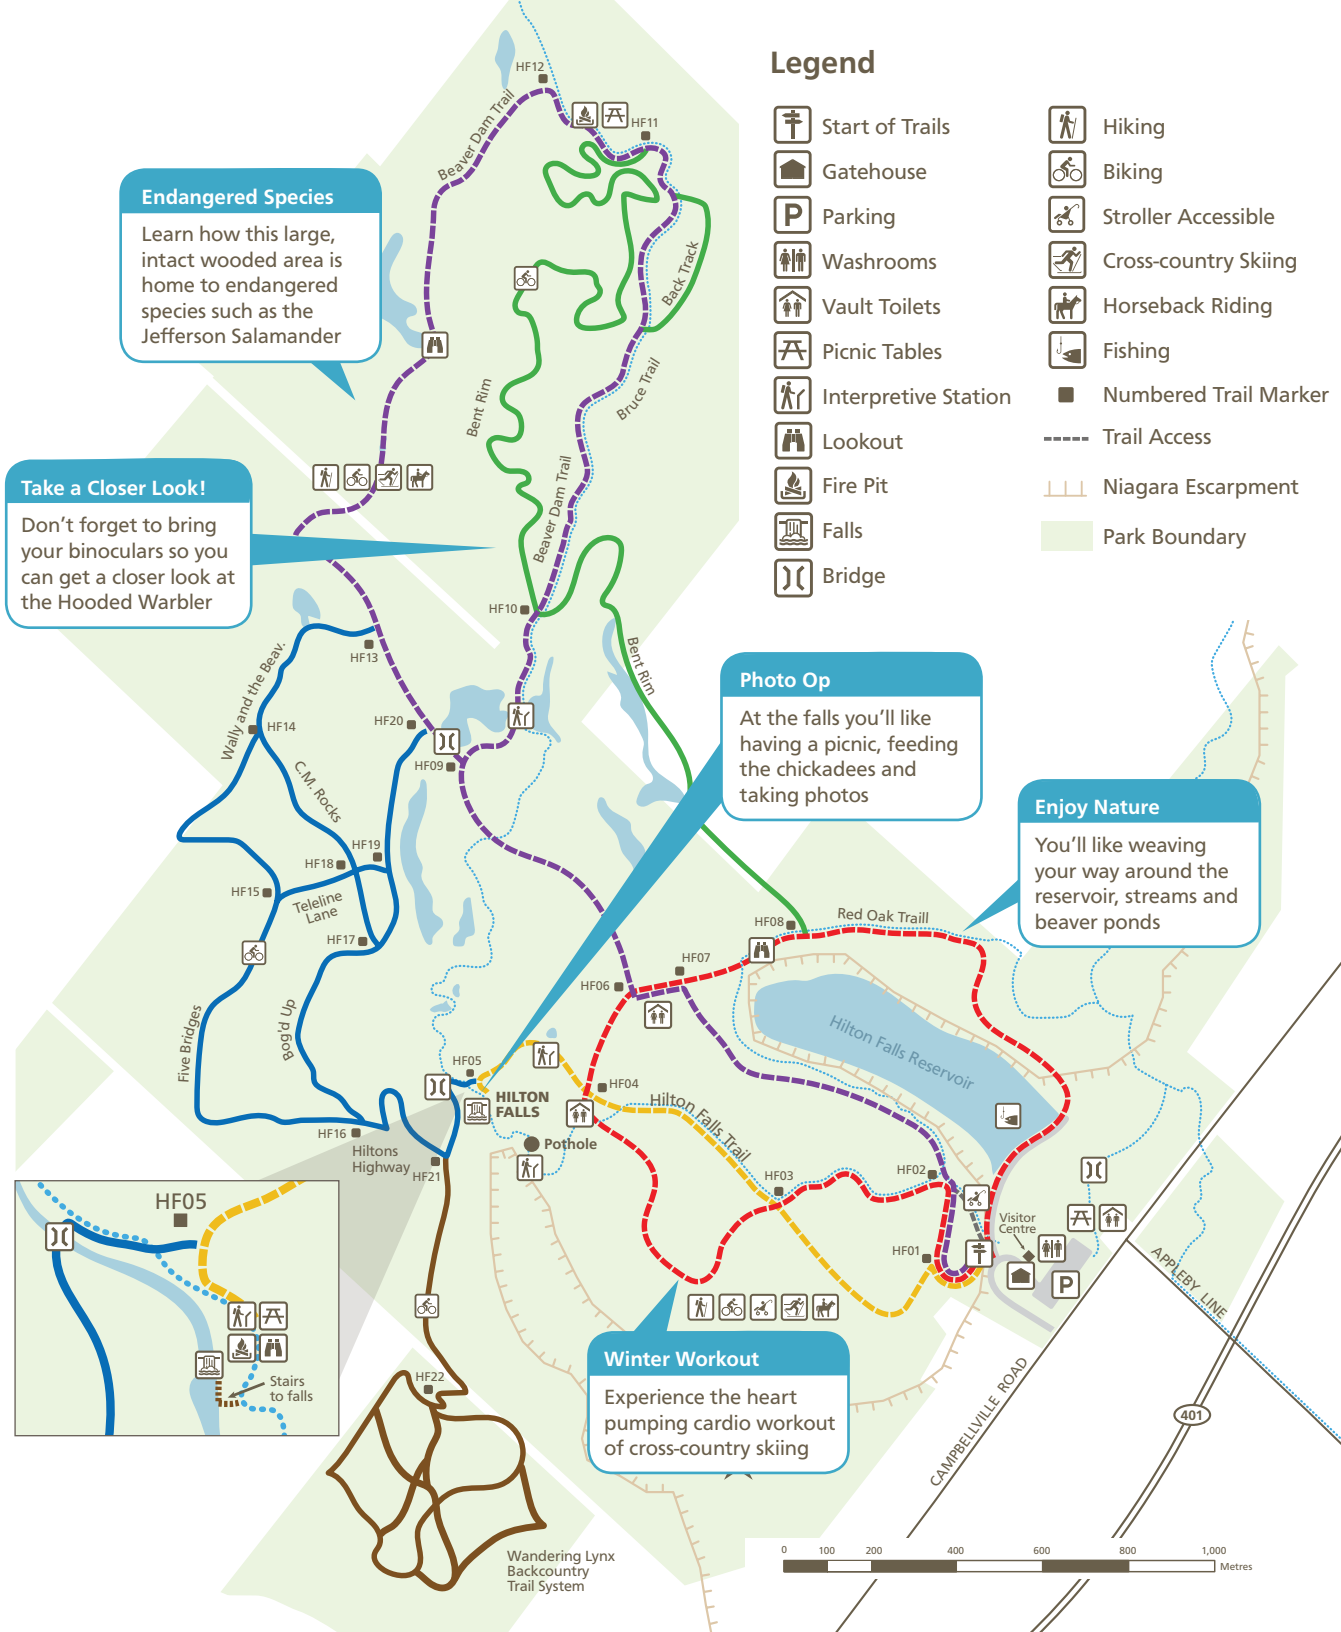 Legend
Start of Trails
Gatehouse
P
Parking
Washrooms
Vault Toilets
Picnic Tables
Interpretive Station
Lookout
Fire Pit
Falls
Bridge
Hiking
Biking
Stroller Accessible
Cross-country Skiing
Horseback Riding
Fishing
Numbered Trail Marker
Trail Access
Niagara Escarpment
Park Boundary
HF12
HF11
Beaver Dam Trail
Endangered Species
Learn how this large,
intact wooded area is
home to endangered
species such as the
Jefferson Salamander
Back Track
Bruce Trail
Bent Rim
Beaver Dam Trail
Take a Closer Look!
Don't forget to bring
your binoculars so you
can get a closer look at
the Hooded Warbler
HF10
HF13
Wally and the Beav.
HF14
HF20
HF09
Bent Rim
C.M. Rocks
Photo Op
At the falls you'll like
having a picnic, feeding
the chickadees and
taking photos
Enjoy Nature
You'll like weaving
your way around the
reservoir, streams and
beaver ponds
HF19
HF18
HF15
Teleline
Lane
HF17
HF08
Red Oak Traill
HF07
HF06
Five Bridges
Bog'd Up
Hilton Falls Reservoir
HF05
HILTON
FALLS
HF04
Hilton Falls Trail
HF16
Hiltons
Highway
HF21
Pothole
HF03
HF02
HF01
Visitor
Centre
P
HF05
Stairs
to falls
APPLEBY LINE
CAMPBELLVILLE ROAD
401
Winter Workout
Experience the heart
pumping cardio workout
of cross-country skiing
HF22
Wandering Lynx
Backcountry
Trail System
0 100 200 400 600 800 1,000
Metres